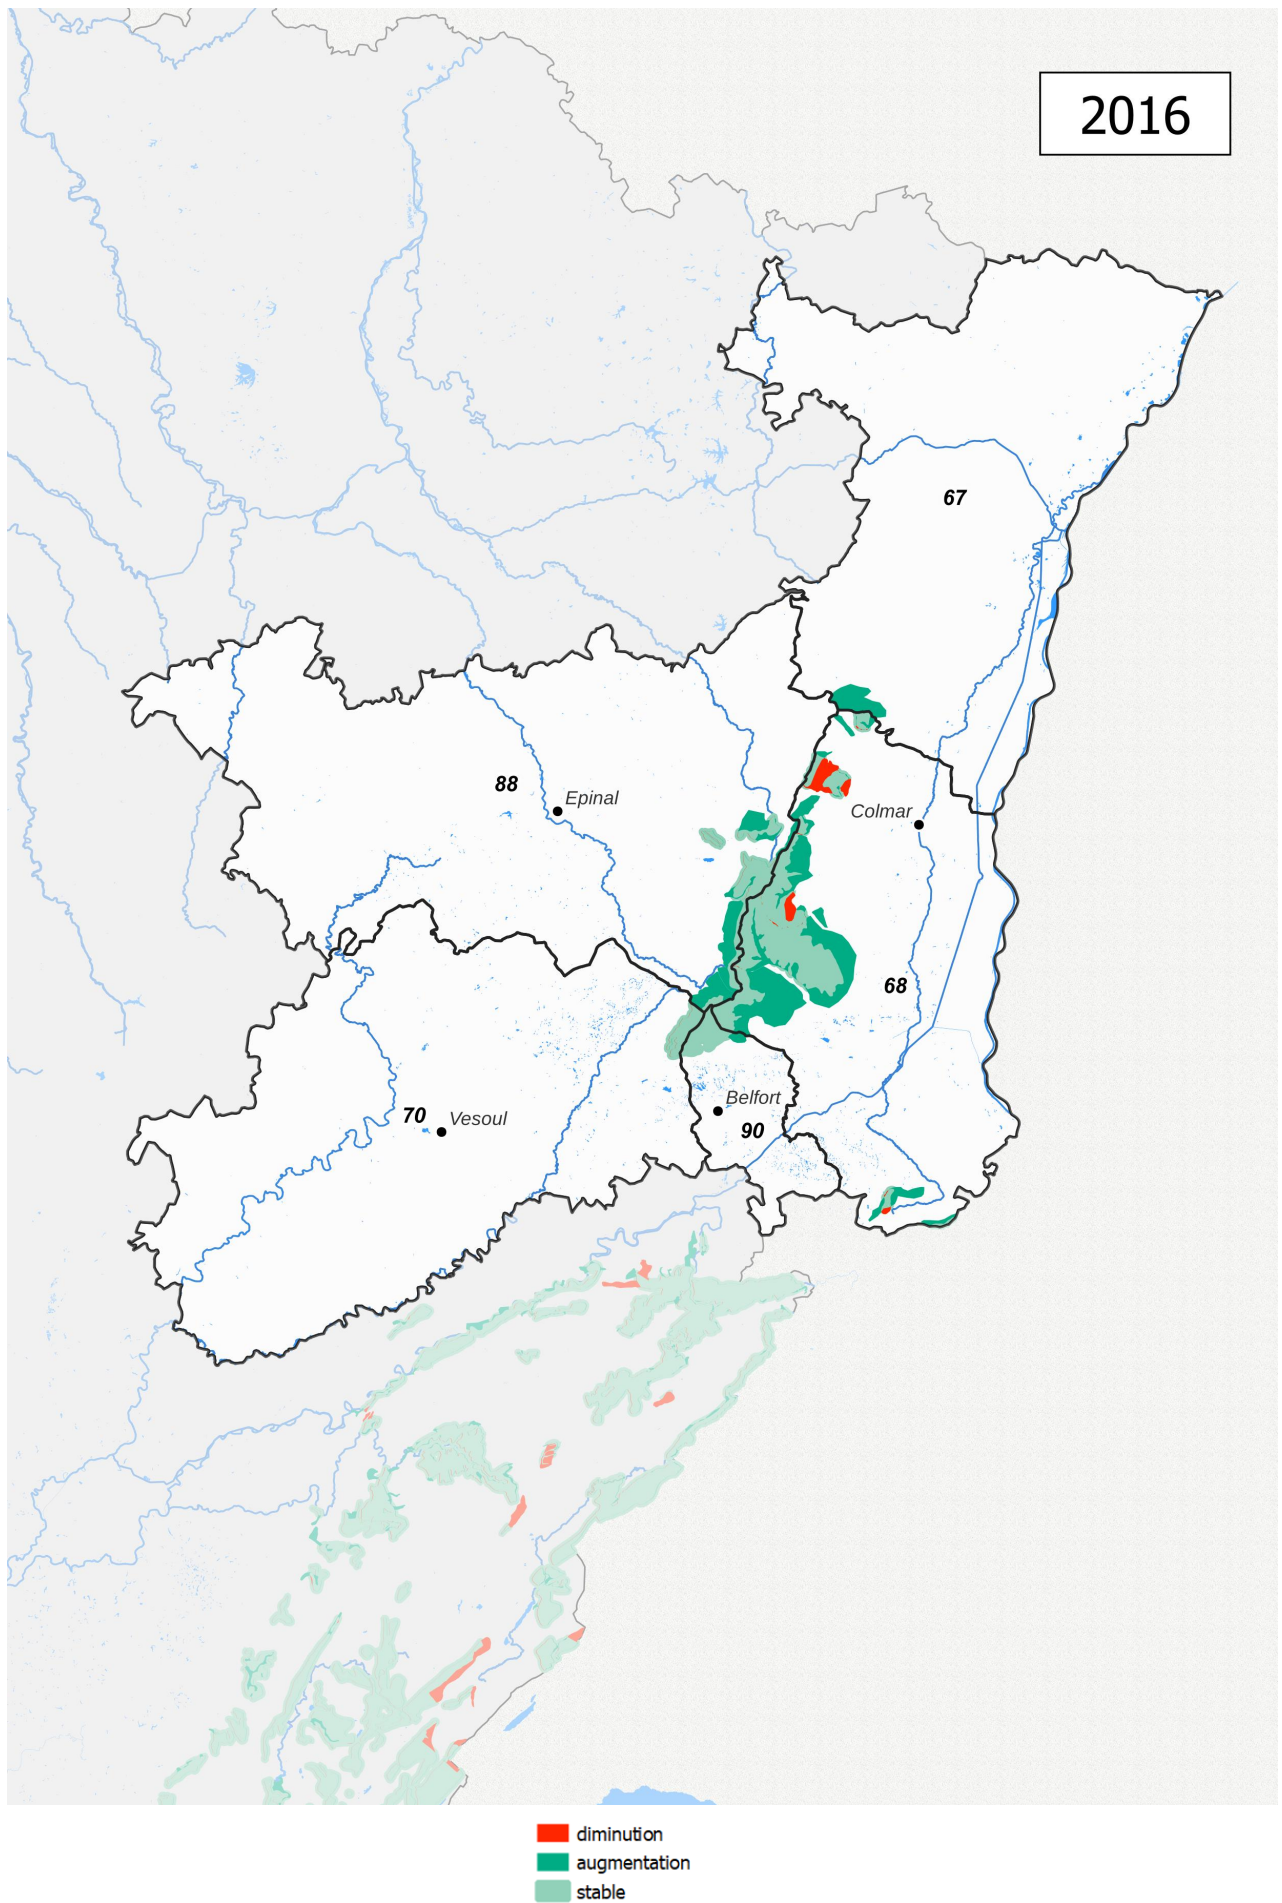 2016
67
88
Epinal
Colmar
68
70
Vesoul
Belfort
90
diminution
augmentation
stable